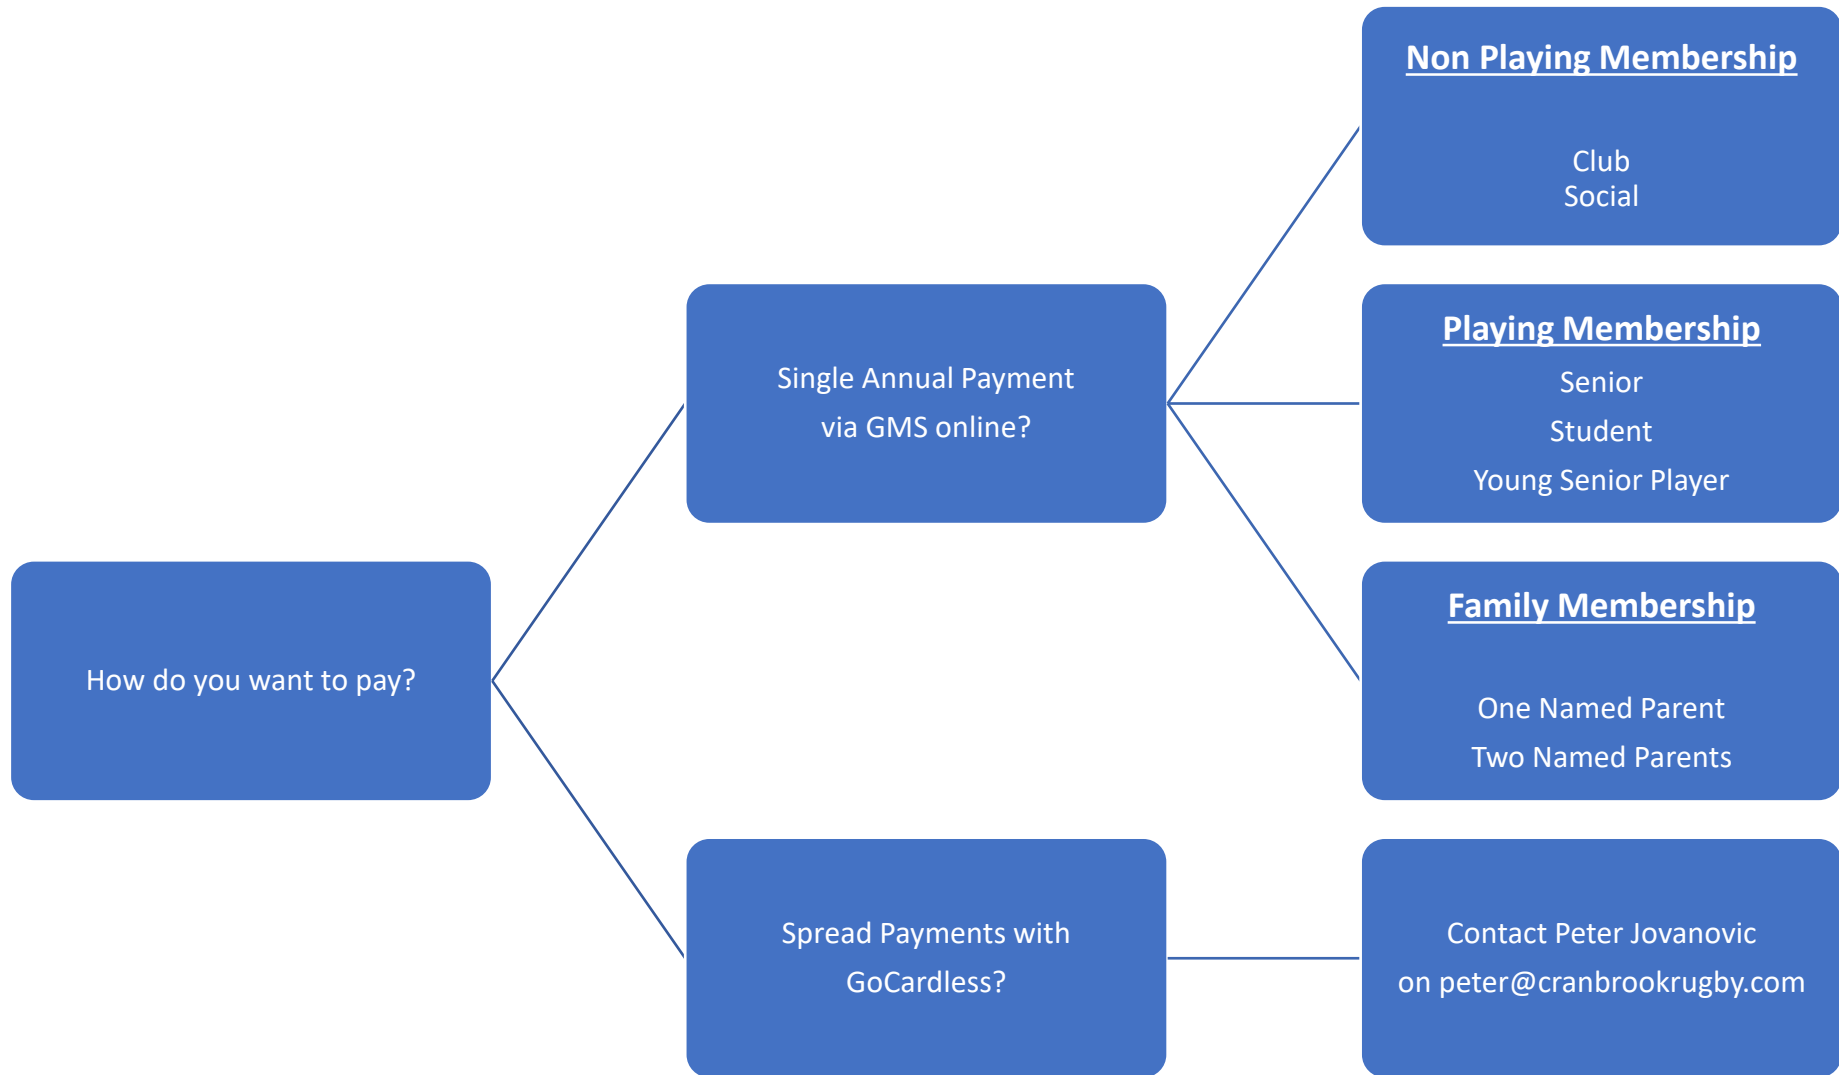 How do you want to pay?
Single Annual Payment
via GMS online?
Non Playing Membership
Club
Social
Playing Membership
Senior
Student
Young Senior Player
Family Membership
One Named Parent
Two Named Parents
Spread Payments with
GoCardless?
Contact Peter Jovanovic
on peter@cranbrookrugby.com